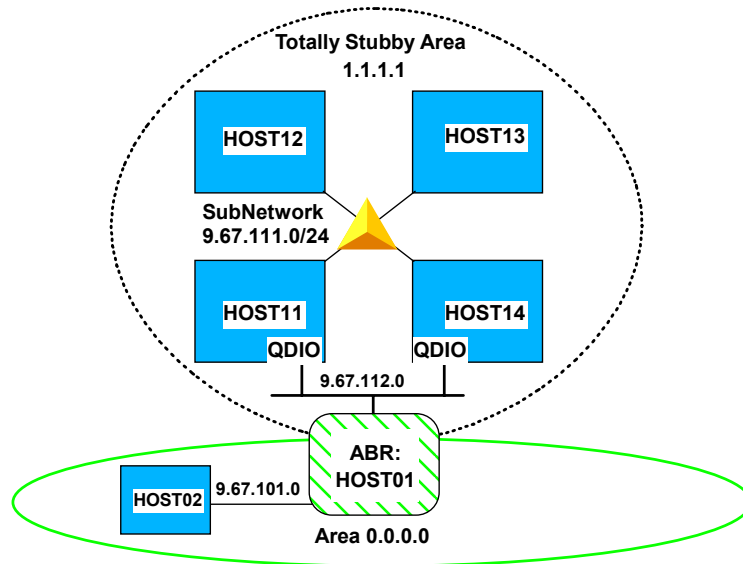 Totally Stubby Area
1.1.1.1
HOST12
HOST13
SubNetwork
9.67.111.0/24
HOST11
HOST14
QDIO
QDIO
9.67.112.0
ABR:
HOST01
9.67.101.0
HOST02
Area 0.0.0.0